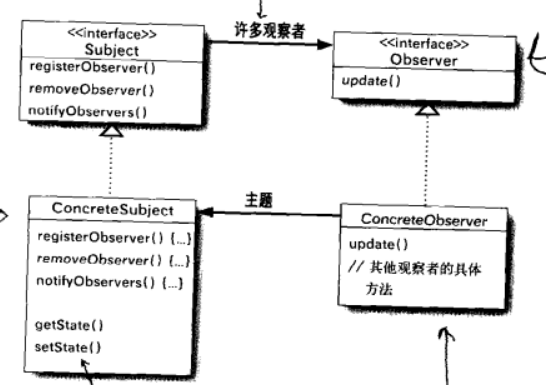 <<interface>>
Subject
registerObserver()
removeObserver()
notifyObservers()
许多观察者
<<interface>>
Observer
update()
ConcreteSubject
registerObserver() {...}
removeObserver() {...}
notifyObservers() {...}
getState()
setState()
主题
ConcreteObserver
update()
// 其他观察者的具体
方法